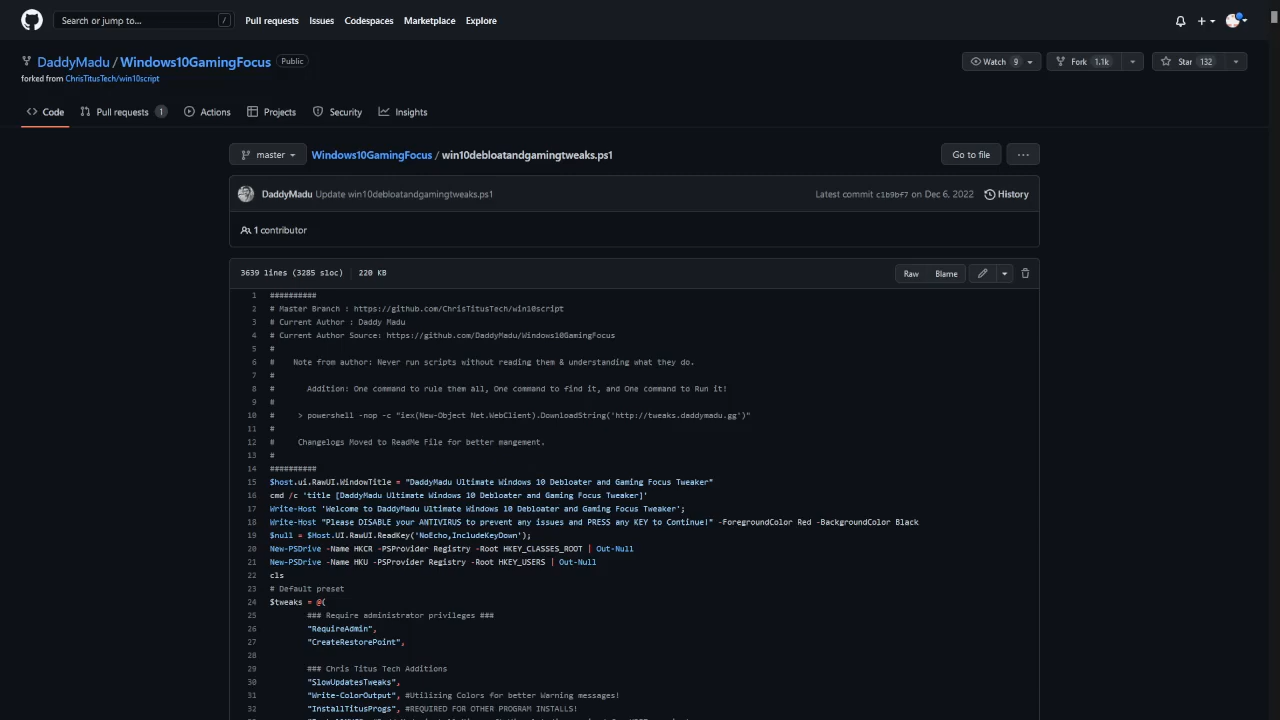 Search or jump to... /
Pull requests Issues Codespaces Marketplace Explore
DaddyMadu / Windows10GamingFocus Public
Watch 9 Fork 1.1k Star 132
forked from ChrisTitusTech/win10script
Code Pull requests 1 Actions Projects Security Insights
master Windows10GamingFocus / win10debloatandgamingtweaks.ps1 Go to file ...
DaddyMadu Update win10debloatandgamingtweaks.ps1 Latest commit c1b9bf7 on Dec 6, 2022 History
1 contributor
3639 lines (3285 sloc) 220 KB Raw Blame
1 ##########
2 # Master Branch : https://github.com/ChrisTitusTech/win10script
3 # Current Author : Daddy Madu
4 # Current Author Source: https://github.com/DaddyMadu/Windows10GamingFocus
5 #
6 # Note from author: Never run scripts without reading them & understanding what they do.
7 #
8 # Addition: One command to rule them all, One command to find it, and One command to Run it!
9 #
10 # > powershell -nop -c "iex(New-Object Net.WebClient).DownloadString('http://tweaks.daddymadu.gg')"
11 #
12 # Changelogs Moved to ReadMe File for better mangement.
13 #
14 ##########
15 $host.ui.RawUI.WindowTitle = "DaddyMadu Ultimate Windows 10 Debloater and Gaming Focus Tweaker"
16 cmd /c 'title [DaddyMadu Ultimate Windows 10 Debloater and Gaming Focus Tweaker]'
17 Write-Host 'Welcome to DaddyMadu Ultimate Windows 10 Debloater and Gaming Focus Tweaker';
18 Write-Host "Please DISABLE your ANTIVIRUS to prevent any issues and PRESS any KEY to Continue!" -ForegroundColor Red -BackgroundColor Black
19 $null = $Host.UI.RawUI.ReadKey('NoEcho,IncludeKeyDown');
20 New-PSDrive -Name HKCR -PSProvider Registry -Root HKEY_CLASSES_ROOT | Out-Null
21 New-PSDrive -Name HKU -PSProvider Registry -Root HKEY_USERS | Out-Null
22 cls
23 # Default preset
24 $tweaks = @(
25 ### Require administrator privileges ###
26 "RequireAdmin",
27 "CreateRestorePoint",
28
29 ### Chris Titus Tech Additions
30 "SlowUpdatesTweaks",
31 "Write-ColorOutput", #Utilizing Colors for better Warning messages!
32 "InstallTitusProgs", #REQUIRED FOR OTHER PROGRAM INSTALLS!